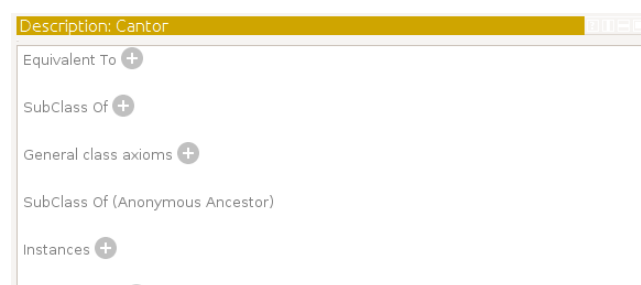 Description: Cantor
Equivalent To
SubClass Of
General class axioms
SubClass Of (Anonymous Ancestor)
Instances